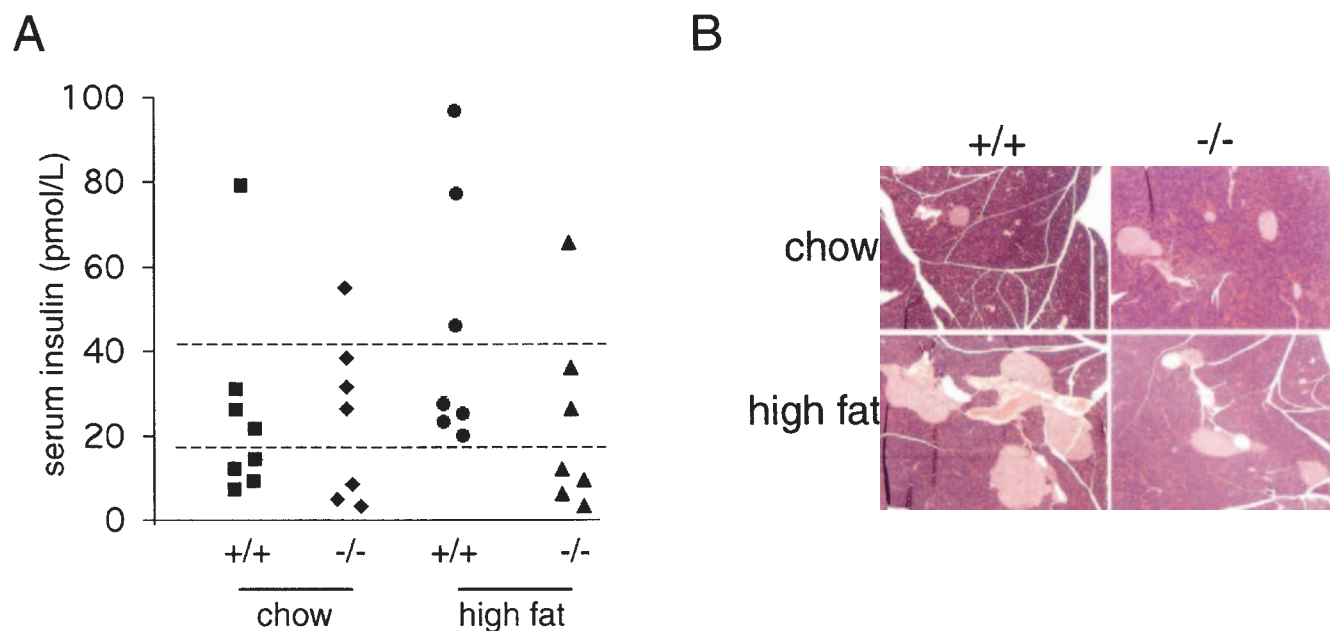 A
serum insulin (pmol/L)
100
80
60
40
20
0
+/+ -/- +/+ -/-
chow high fat
B
+/+ -/-
chow
high fat